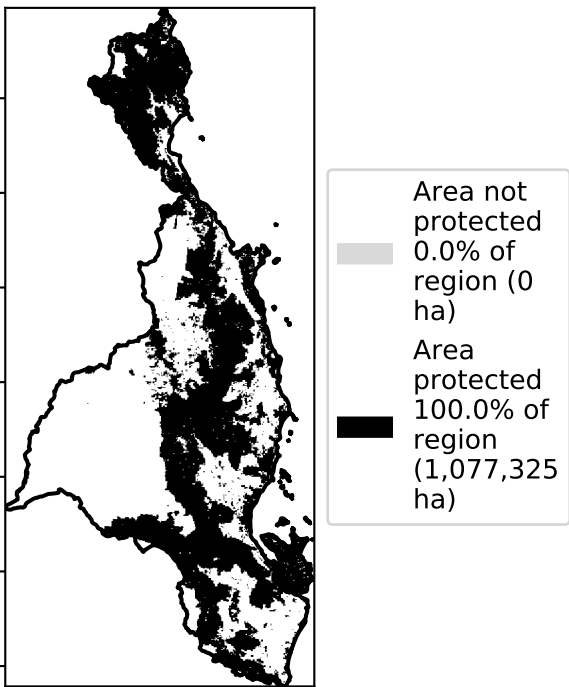 Area not
protected
0.0% of
region (0
ha)
Area
protected
100.0% of
region
(1,077,325
ha)